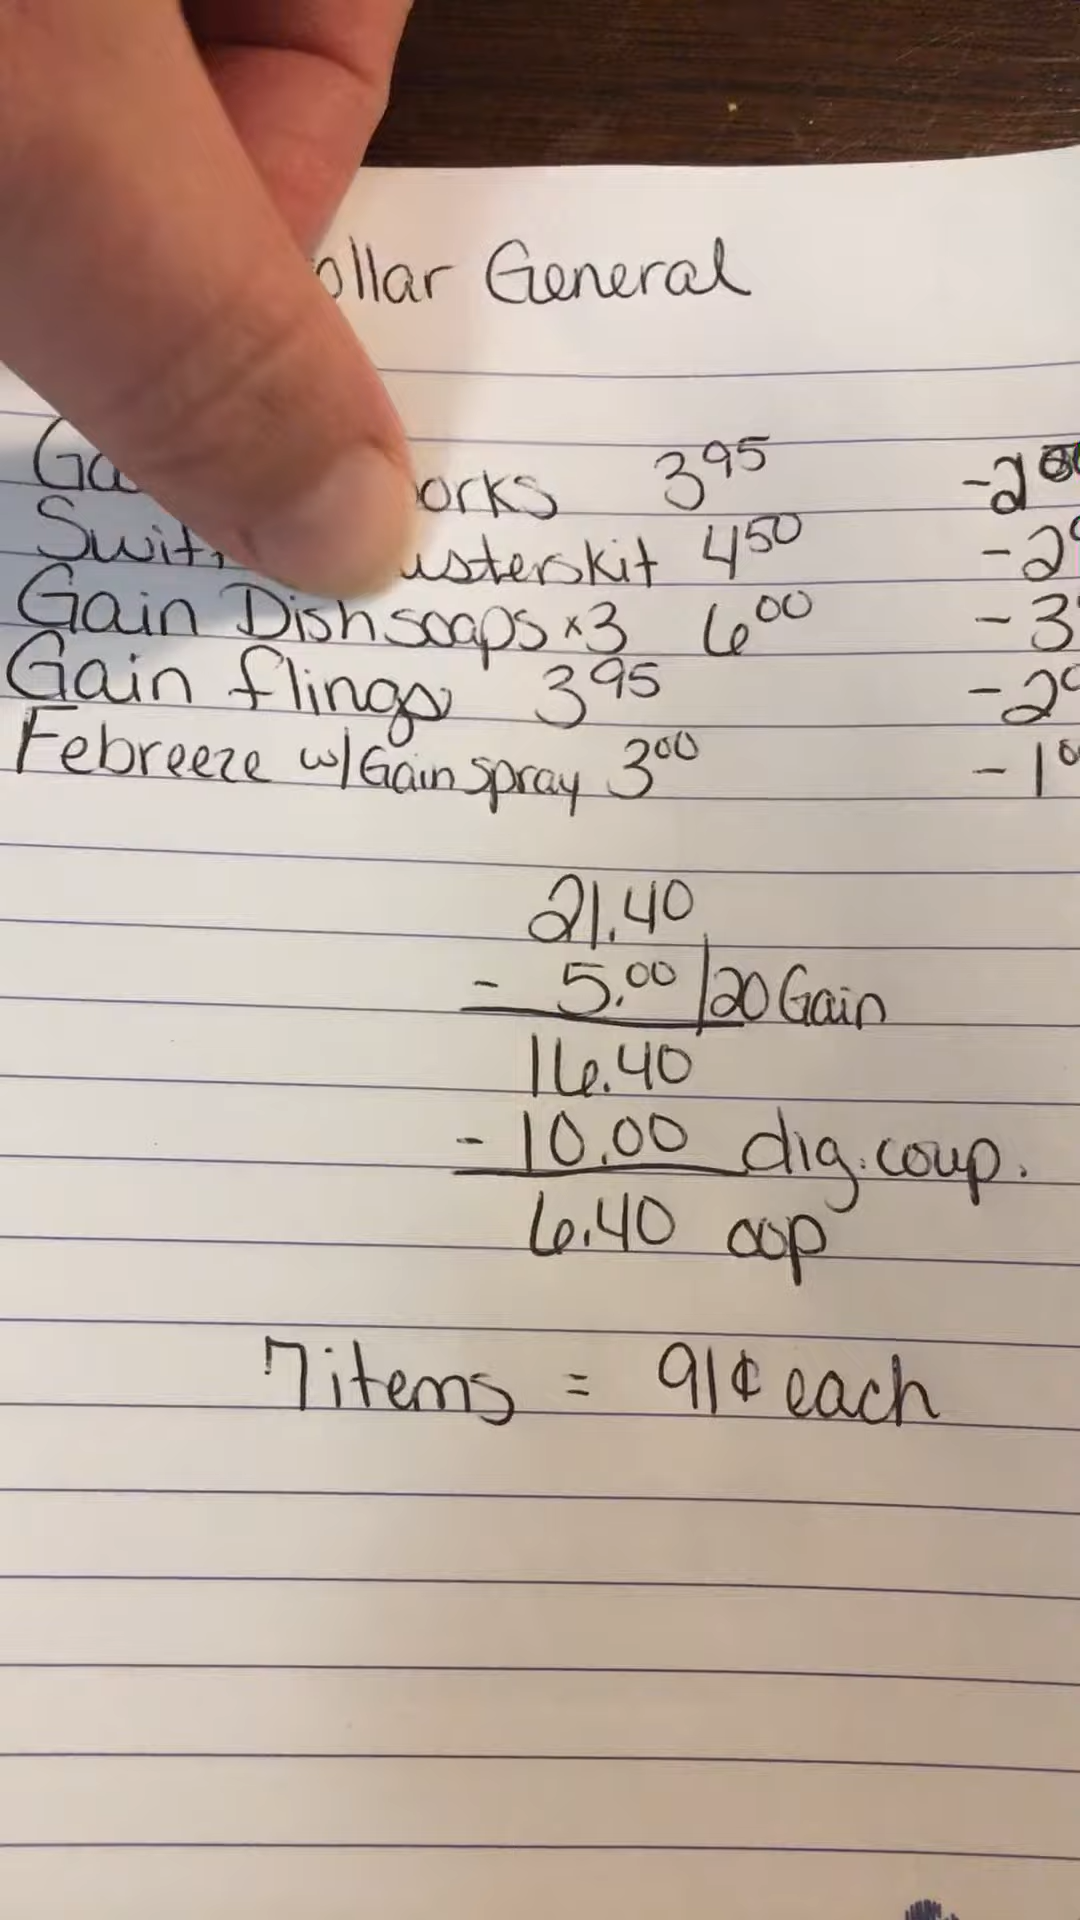 ollar General
Ga orks 3.95 -2
Swif usterskit 4.50 -2
Gain Dishsoaps x3 6.00 -3
Gain flings 3.95 -2
Febreeze w/Gain spray 3.00 -1
21.40
- 5.00/20 Gain
16.40
- 10.00 dig. coup.
6.40 oop
7 items = 91¢ each